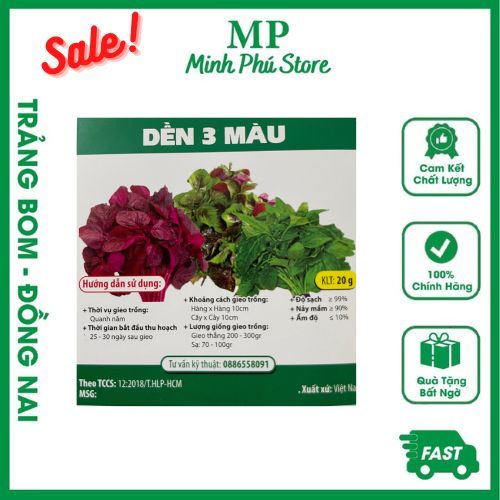 Sale!
MP
Minh Phú Store
TRẢNG BOM - ĐỒNG NAI
DỀN 3 MÀU
KLT: 20 g
Hướng dẫn sử dụng:
+ Thời vụ gieo trồng:
Quanh năm
+ Thời gian bắt đầu thu hoạch
25 - 30 ngày sau gieo
+ Khoảng cách gieo trồng:
Hàng x Hàng 10cm
Cây x Cây 10cm
+ Lượng giống gieo trồng:
Gieo thẳng 200 - 300gr
Sạ: 70 - 100gr
+ Độ sạch ≥ 99%
+ Nảy mầm ≥ 90%
+ Ẩm độ ≤ 10%
Tư vấn kỹ thuật: 0886558091
Theo TCCS: 12:2018/T.HLP-HCM
MSG:
. Xuất xứ: Việt Na
Cam Kết
Chất Lượng
100%
Chính Hãng
Quà Tặng
Bất Ngờ
FAST